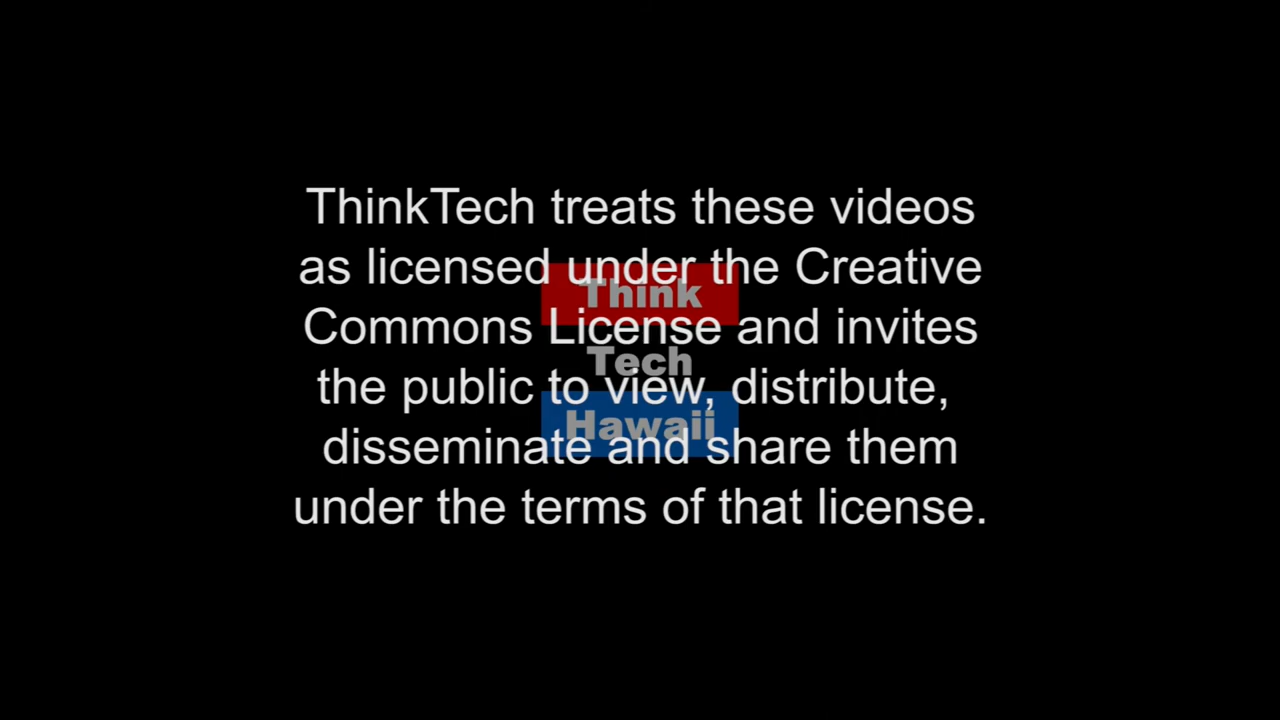 ThinkTech treats these videos
as licensed under the Creative
Think
Commons License and invites
Tech
the public to view, distribute,
Hawaii
disseminate and share them
under the terms of that license.